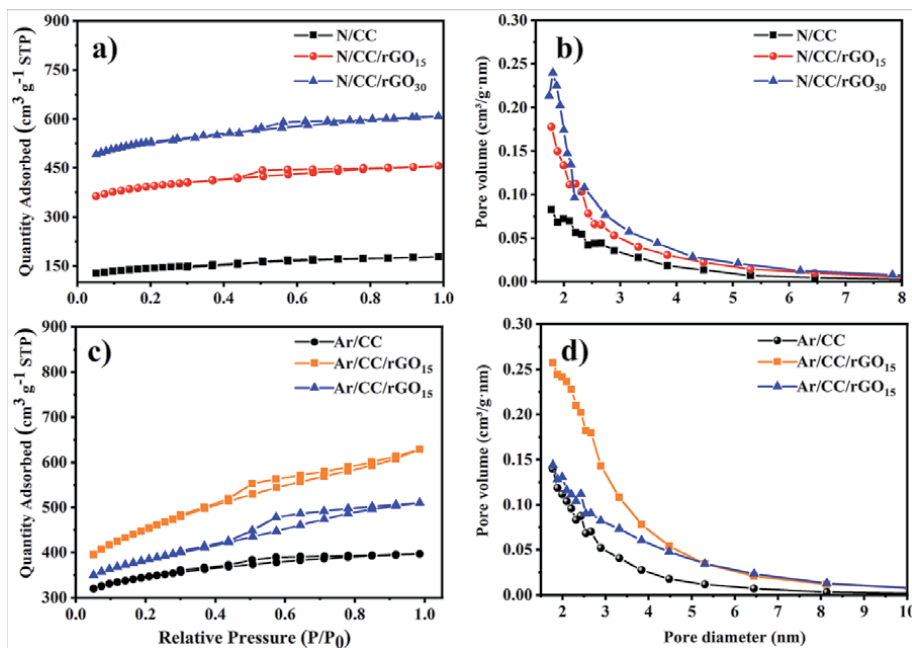 a)
N/CC
N/CC/rGO₁₅
N/CC/rGO₃₀
Quantity Adsorbed (cm³ g⁻¹ STP)
900
750
600
450
300
150
0.0 0.2 0.4 0.6 0.8 1.0
b)
N/CC
N/CC/rGO₁₅
N/CC/rGO₃₀
Pore volume (cm³/g·nm)
0.30
0.25
0.20
0.15
0.10
0.05
0.00
2 3 4 5 6 7 8
c)
Ar/CC
Ar/CC/rGO₁₅
Ar/CC/rGO₁₅
Quantity Adsorbed (cm³ g⁻¹ STP)
900
800
700
600
500
400
300
0.0 0.2 0.4 0.6 0.8 1.0
Relative Pressure (P/P₀)
d)
Ar/CC
Ar/CC/rGO₁₅
Ar/CC/rGO₁₅
Pore volume (cm³/g·nm)
0.30
0.25
0.20
0.15
0.10
0.05
0.00
2 3 4 5 6 7 8 9 10
Pore diameter (nm)